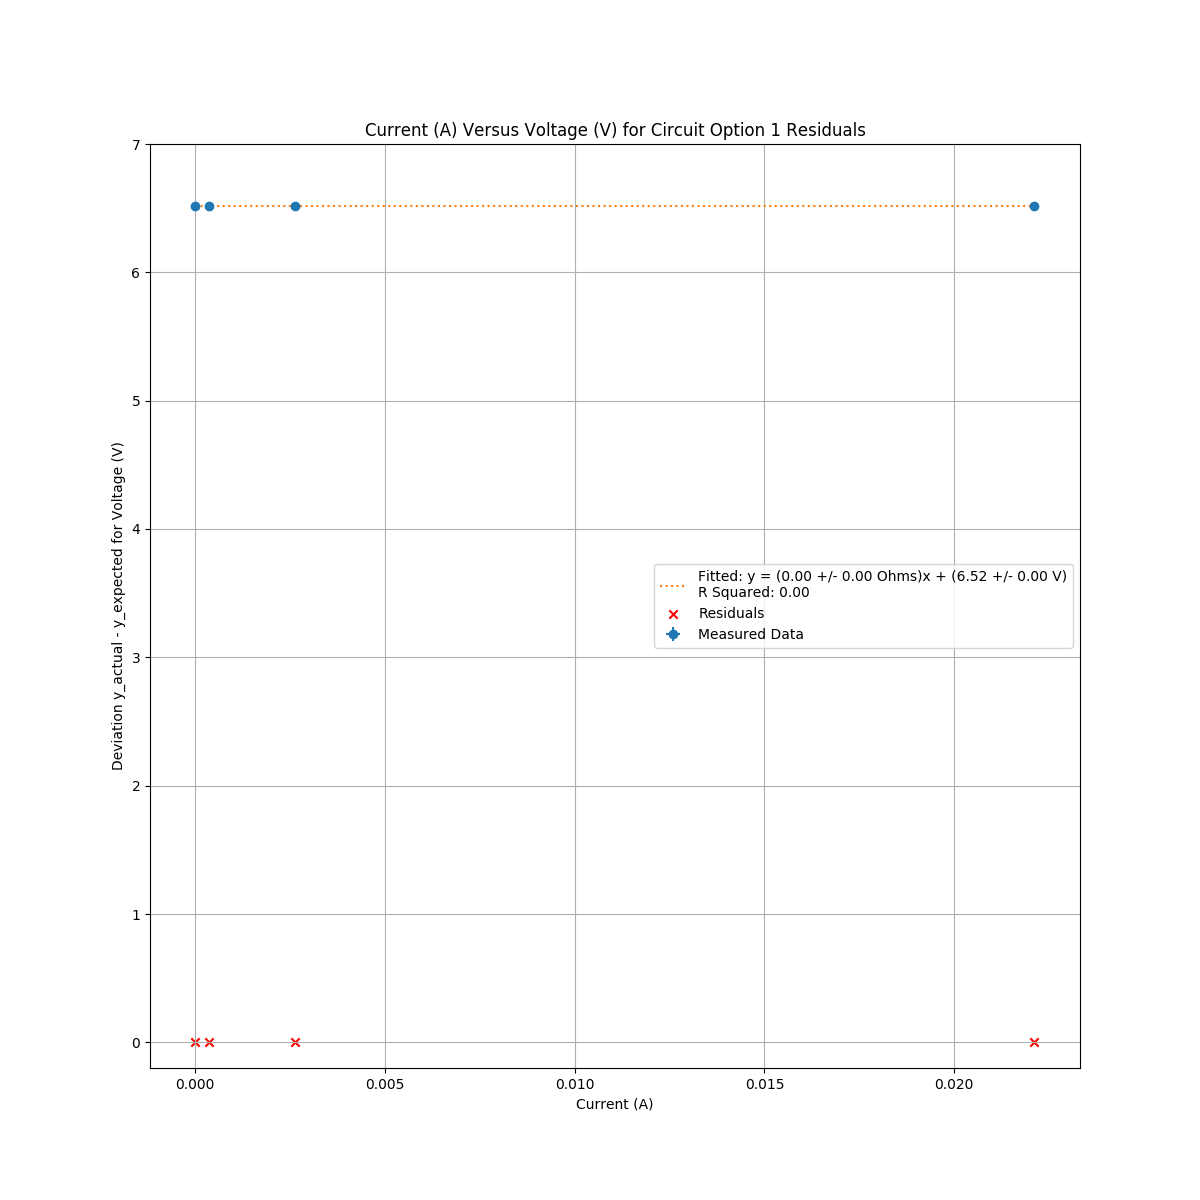 Current (A) Versus Voltage (V) for Circuit Option 1 Residuals
7
6
5
4
3
2
1
0
Deviation y_actual - y_expected for Voltage (V)
Fitted: y = (0.00 +/- 0.00 Ohms)x + (6.52 +/- 0.00 V)
R Squared: 0.00
Residuals
Measured Data
0.000 0.005 0.010 0.015 0.020
Current (A)